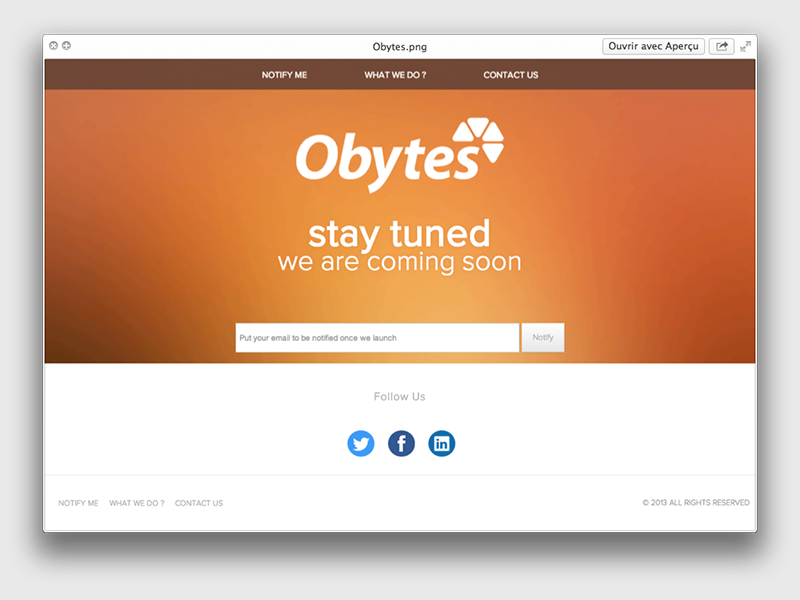 Obytes.png
Ouvrir avec Aperçu
NOTIFY ME WHAT WE DO ? CONTACT US
Obytes
stay tuned
we are coming soon
Put your email to be notified once we launch
Notify
Follow Us
f
in
NOTIFY ME WHAT WE DO ? CONTACT US
© 2013 ALL RIGHTS RESERVED